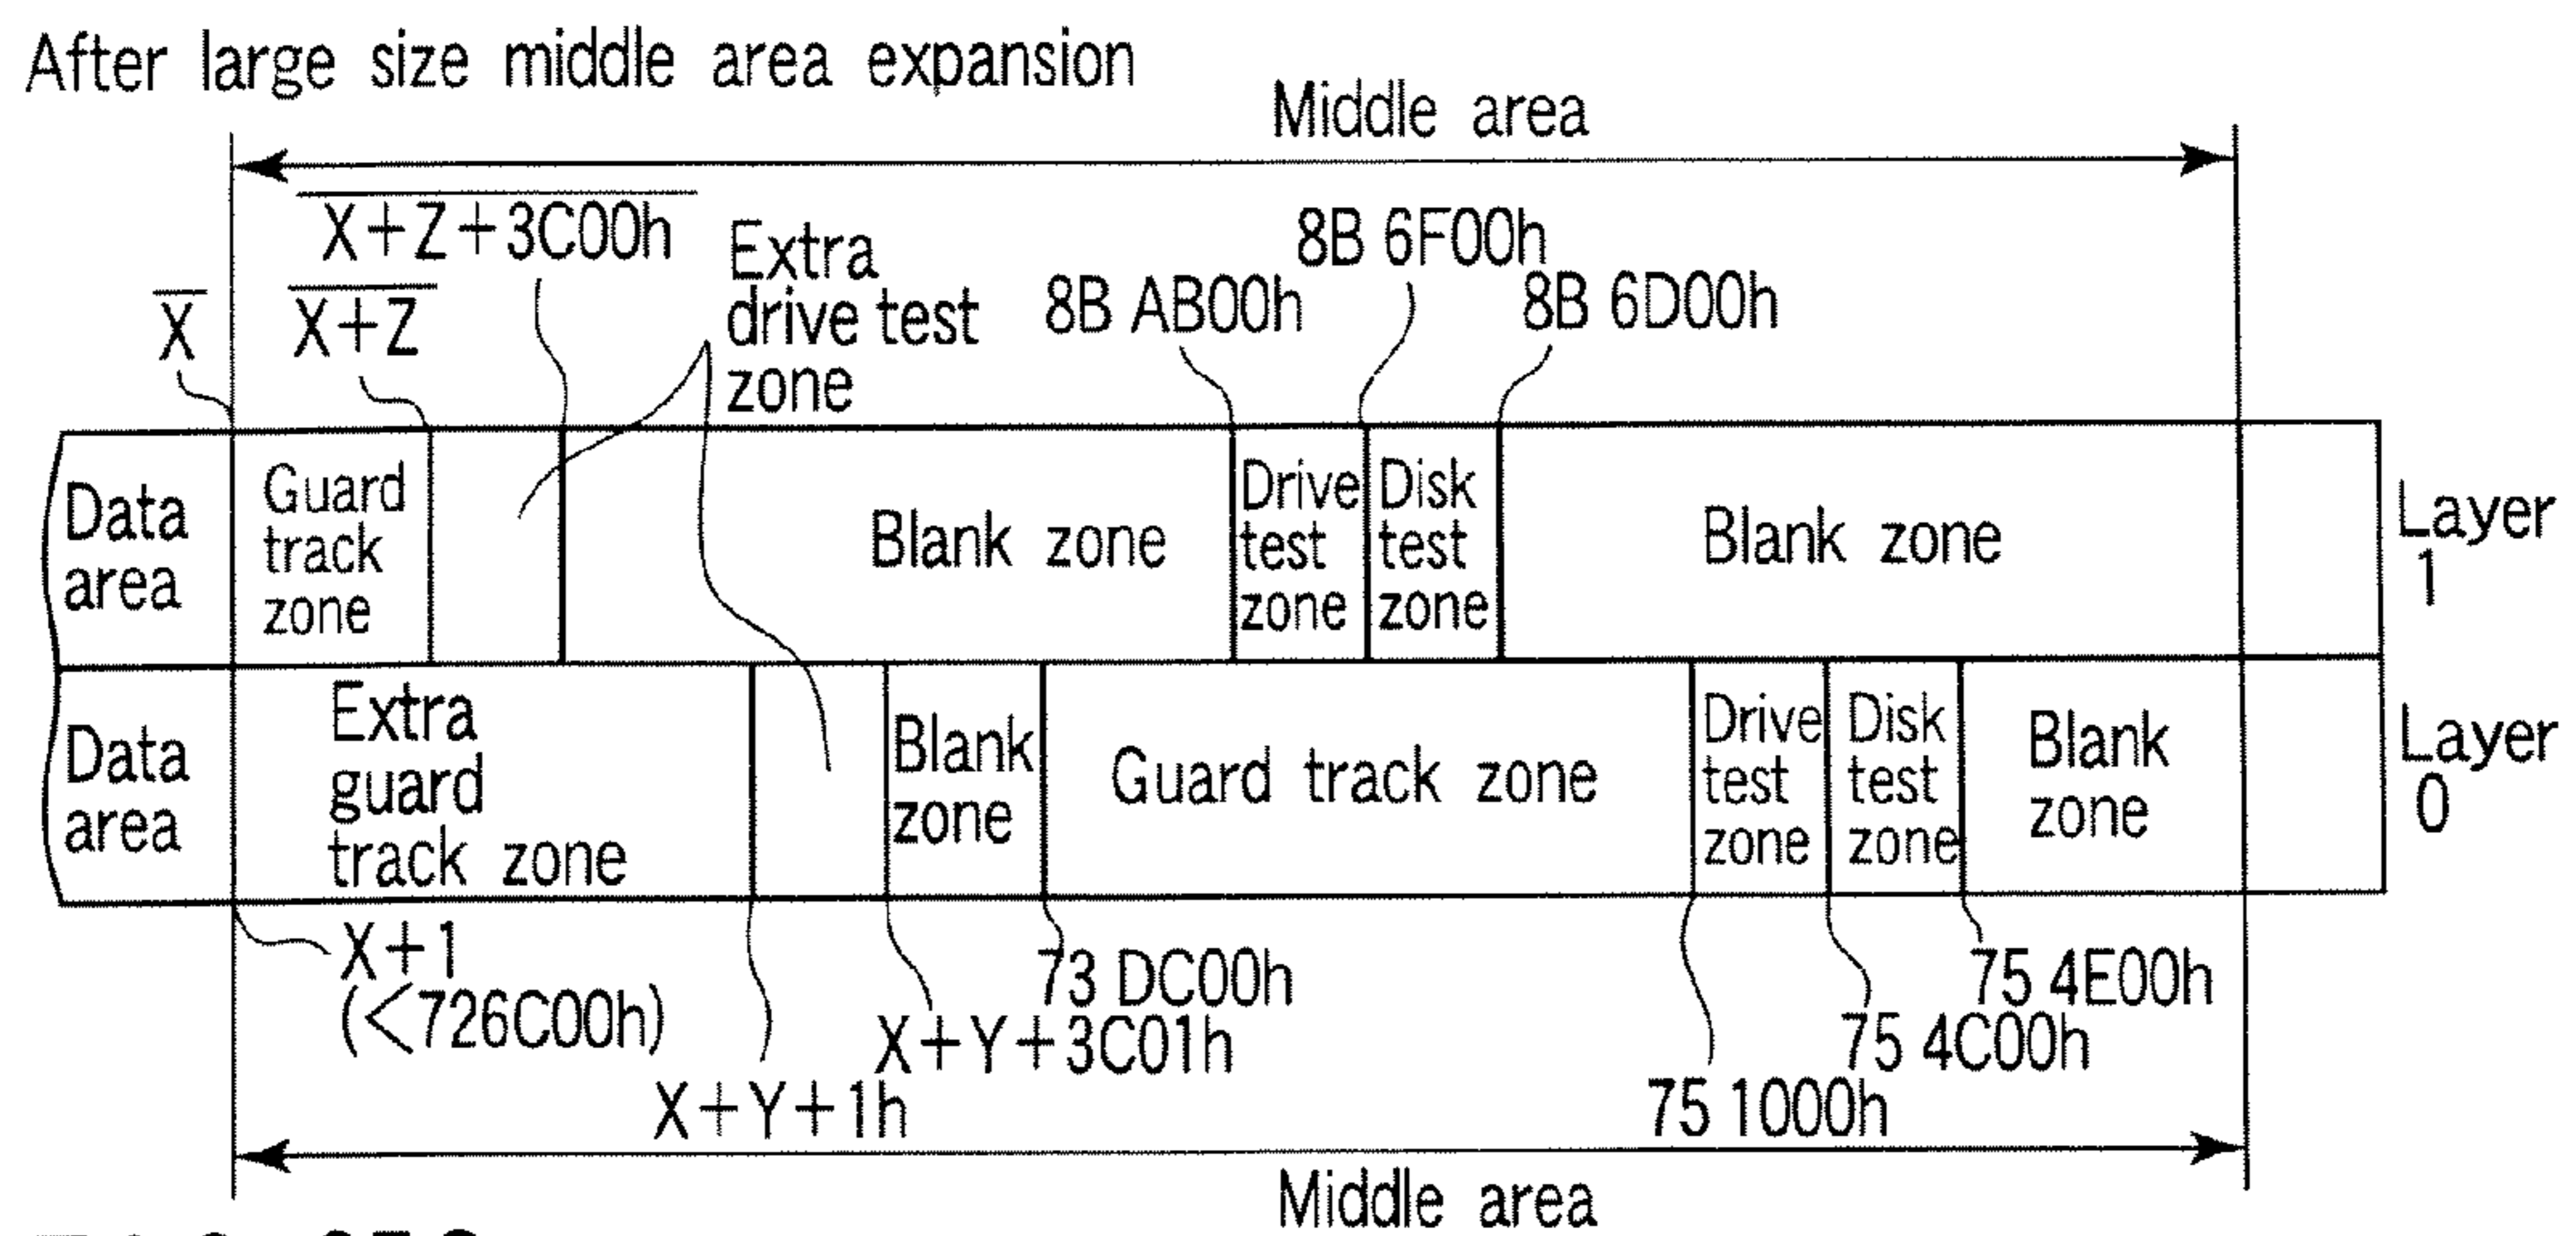 After large size middle area expansion
Middle area
X+Z+3C00h
Extra
drive test
zone
8B 6F00h
8B AB00h
8B 6D00h
X
X+Z
Data
area
Guard
track
zone
Blank zone
Drive
test
zone
Disk
test
zone
Blank zone
Layer
1
Data
area
Extra
guard
track zone
Blank
zone
Guard track zone
Drive
test
zone
Disk
test
zone
Blank
zone
Layer
0
X+1
(<726C00h)
73 DC00h
75 4E00h
X+Y+3C01h
75 4C00h
X+Y+1h
75 1000h
Middle area